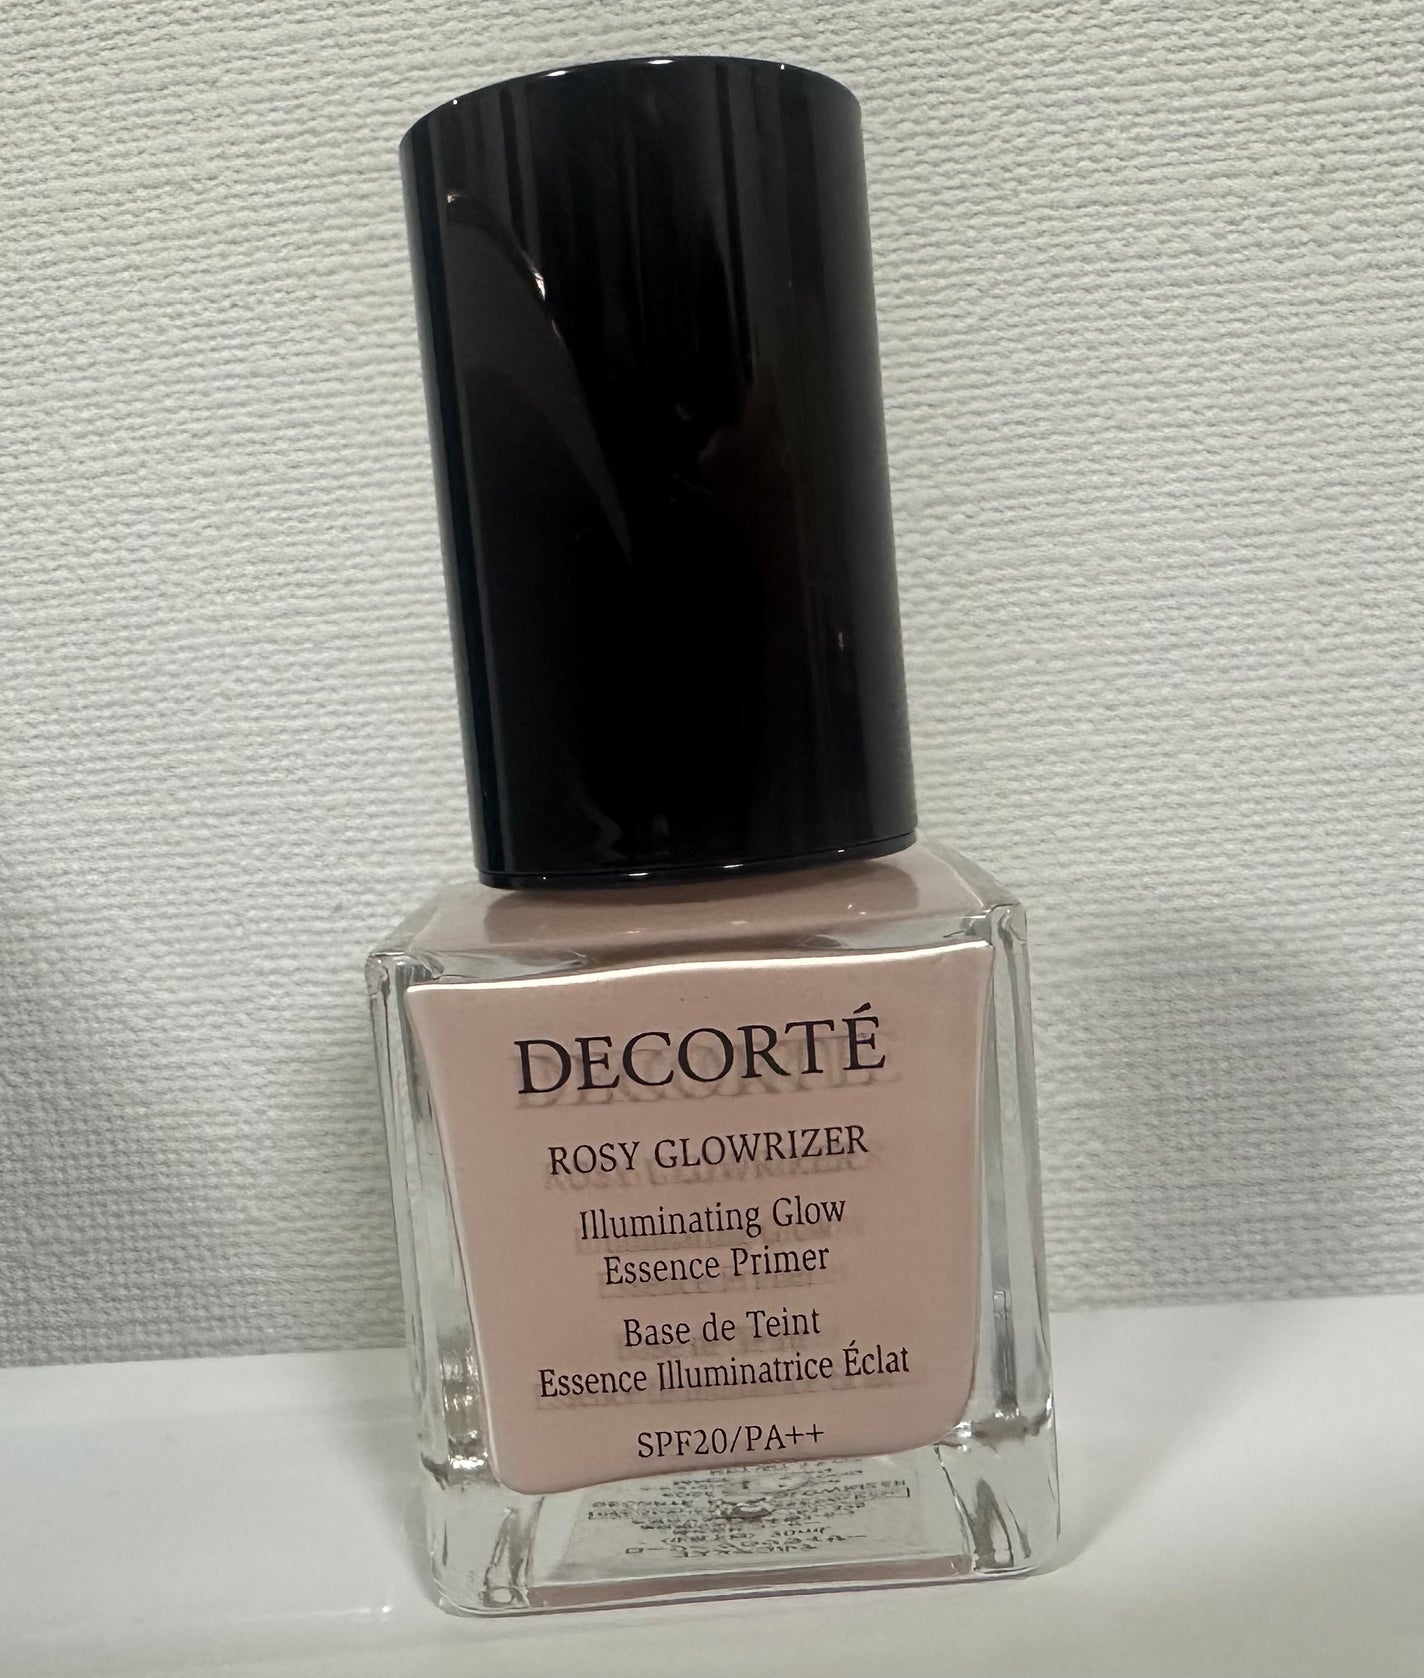 DECORTÉ
ROSY GLOWRIZER
Illuminating Glow
Essence Primer
Base de Teint
Essence Illuminatrice Éclat
SPF20/PA++